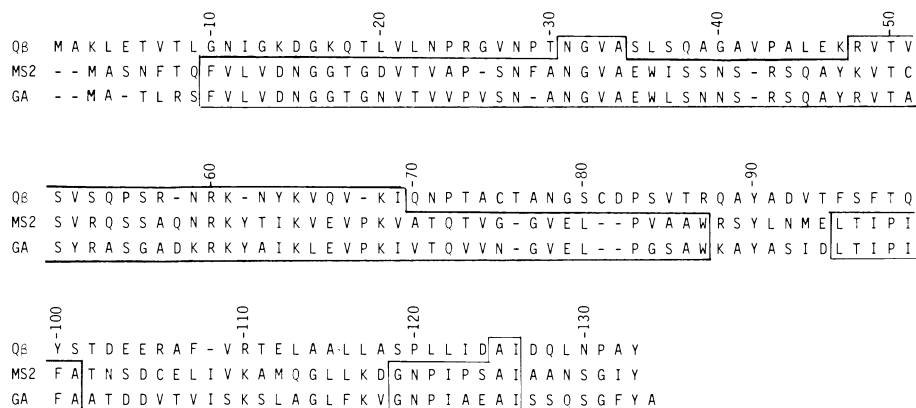 -10 -20 -30 -40 -50
Qβ M A K L E T V T L G N I G K D G K Q T L V L N P R G V N P T N G V A S L S Q A G A V P A L E K R V T V
MS2 - - M A S N F T Q F V L V D N G G T G D V T V A P - S N F A N G V A E W I S S N S - R S Q A Y K V T C
GA - - M A - T L R S F V L V D N G G T G N V T V V P V S N - A N G V A E W L S N N S - R S Q A Y R V T A
-60 -70 -80 -90
Qβ S V S Q P S R - N R K - N Y K V Q V - K I Q N P T A C T A N G S C D P S V T R Q A Y A D V T F S F T Q
MS2 S V R Q S S A Q N R K Y T I K V E V P K V A T Q T V G - G V E L - - P V A A W R S Y L N M E L T I P I
GA S Y R A S G A D K R K Y A I K L E V P K I V T Q V V N - G V E L - - P G S A W K A Y A S I D L T I P I
-100 -110 -120 -130
Qβ Y S T D E E R A F - V R T E L A A L L A S P L L I D A I D Q L N P A Y
MS2 F A T N S D C E L I V K A M Q G L L K D G N P I P S A I A A N S G I Y
GA F A A T D D V T V I S K S L A G L F K V G N P I A E A I S S Q S G F Y A